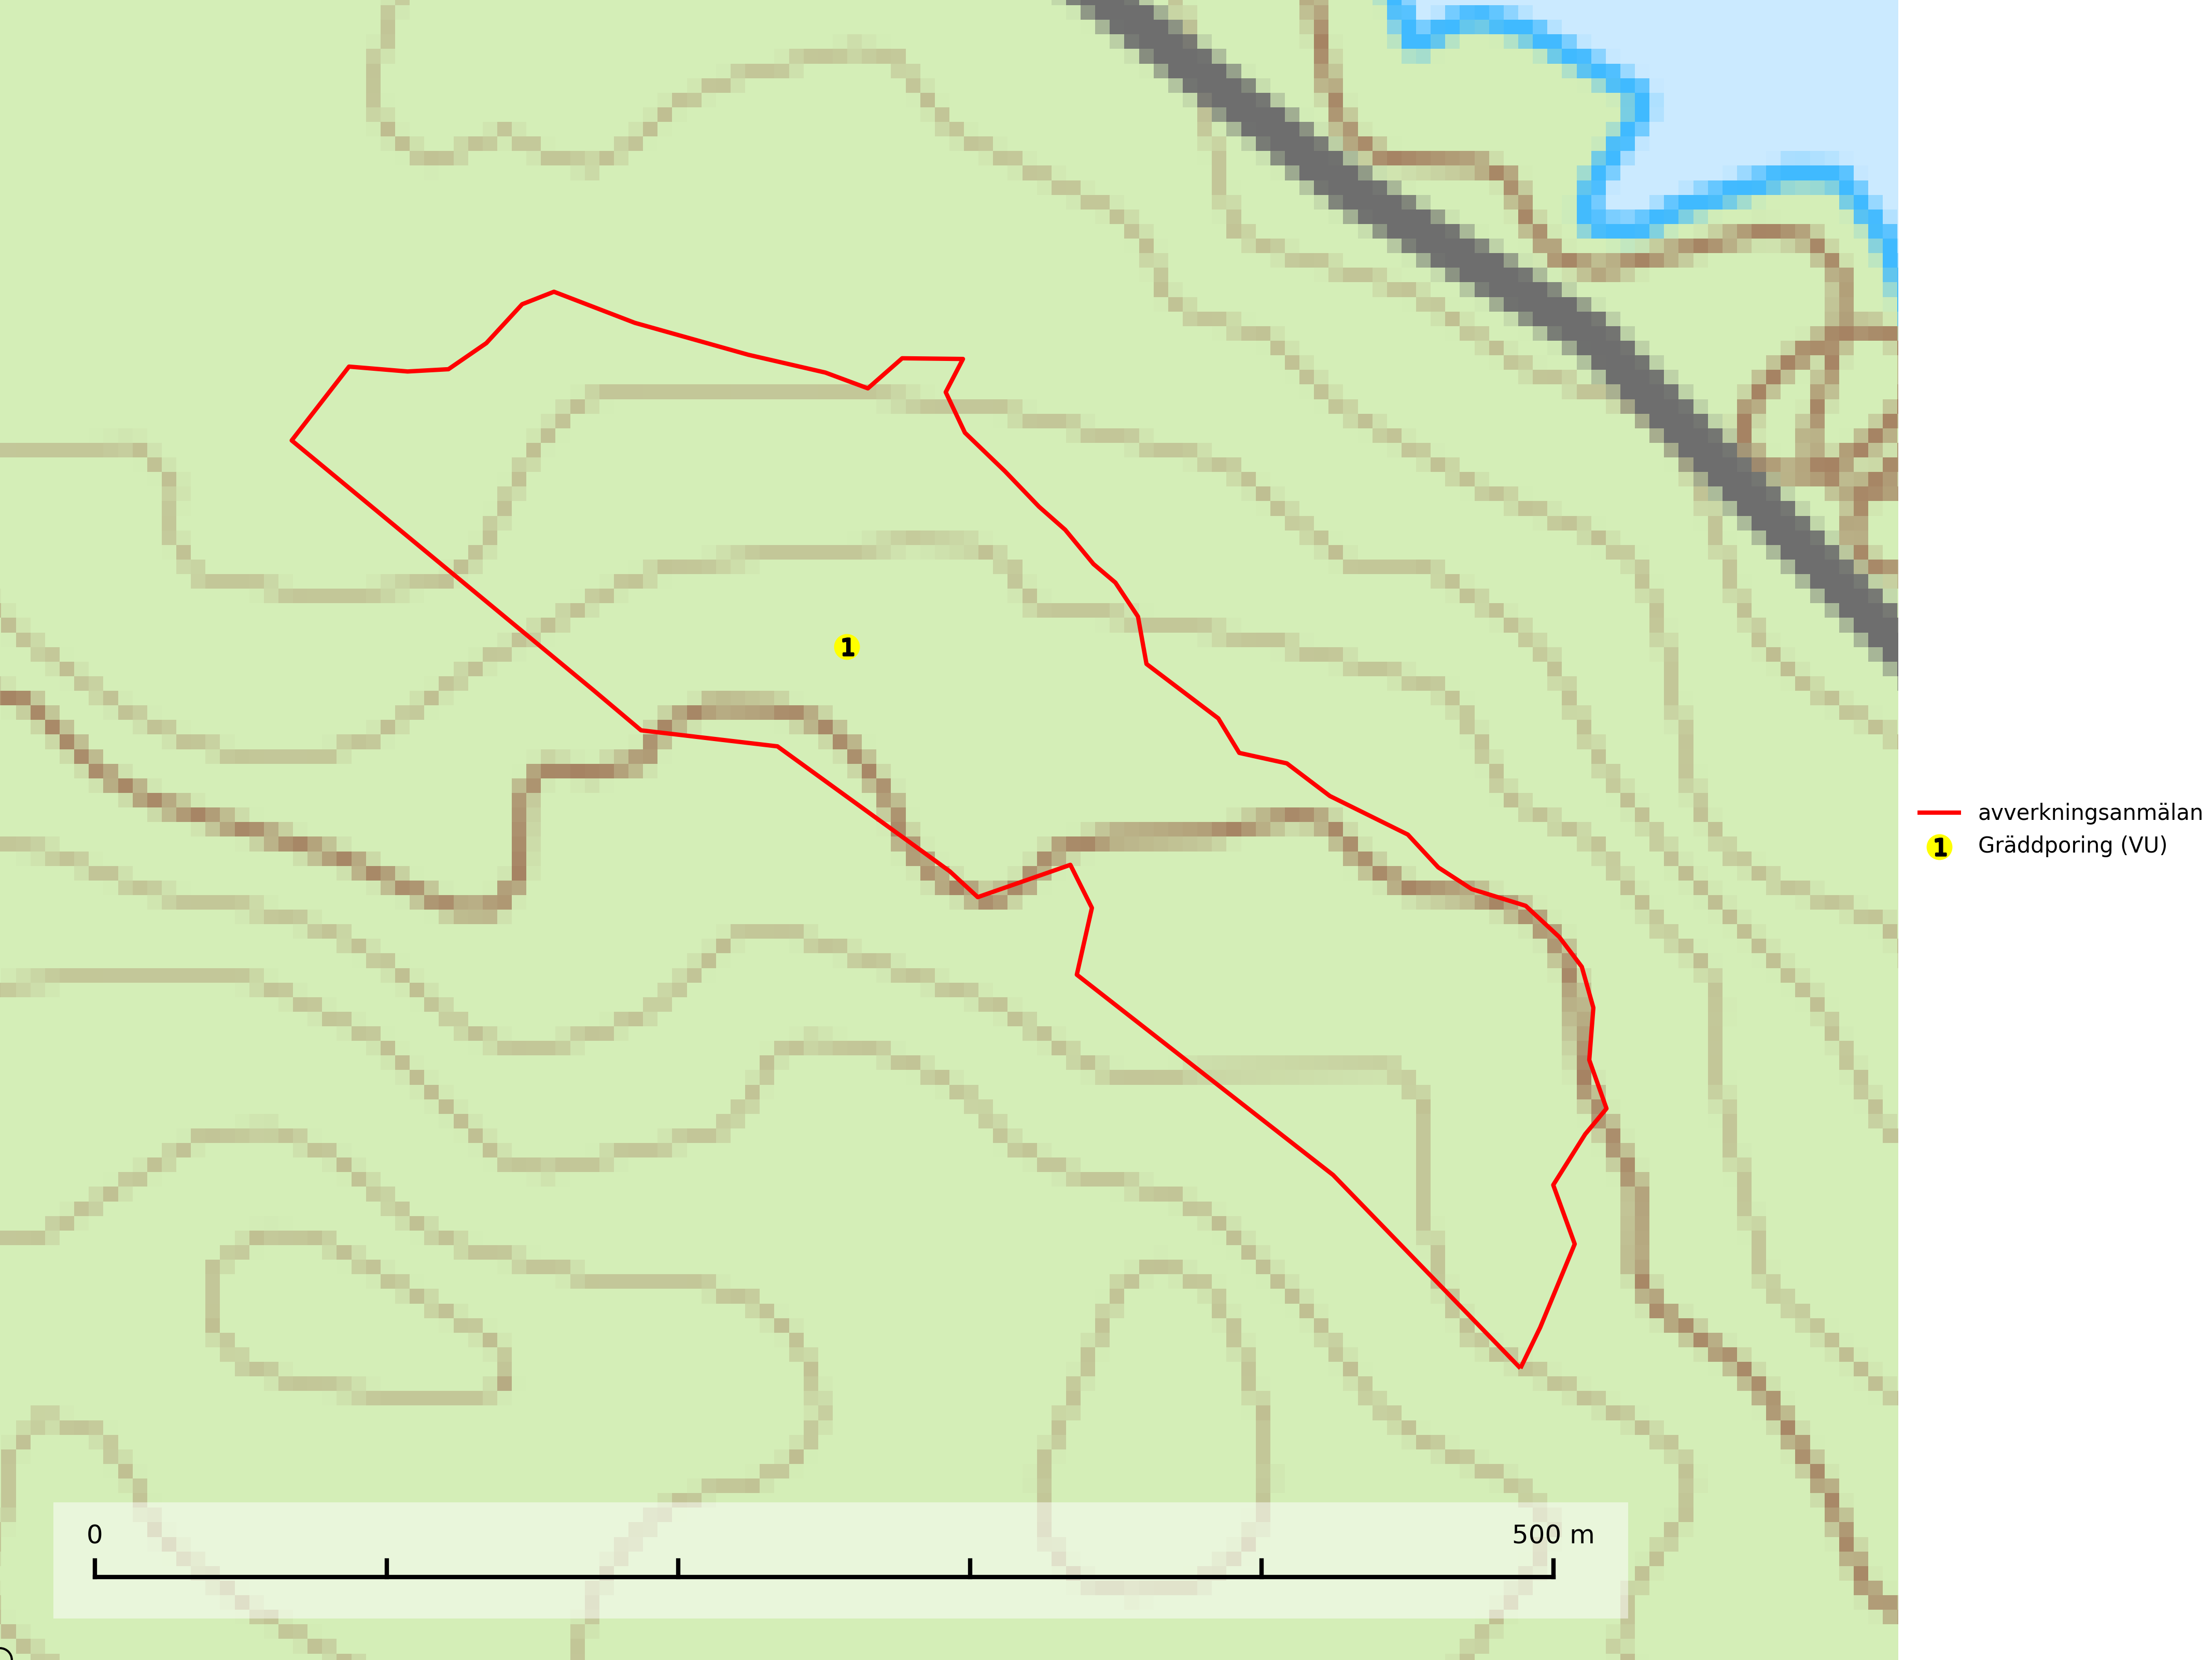 1
avverkningsanmälan
1 Gräddporing (VU)
0 500 m